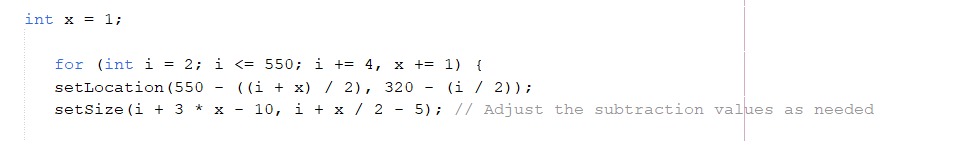 int x = 1;
for (int i = 2; i <= 550; i += 4, x += 1) {
setLocation(550 - ((i + x) / 2), 320 - (i / 2));
setSize(i + 3 * x - 10, i + x / 2 - 5); // Adjust the subtraction values as needed